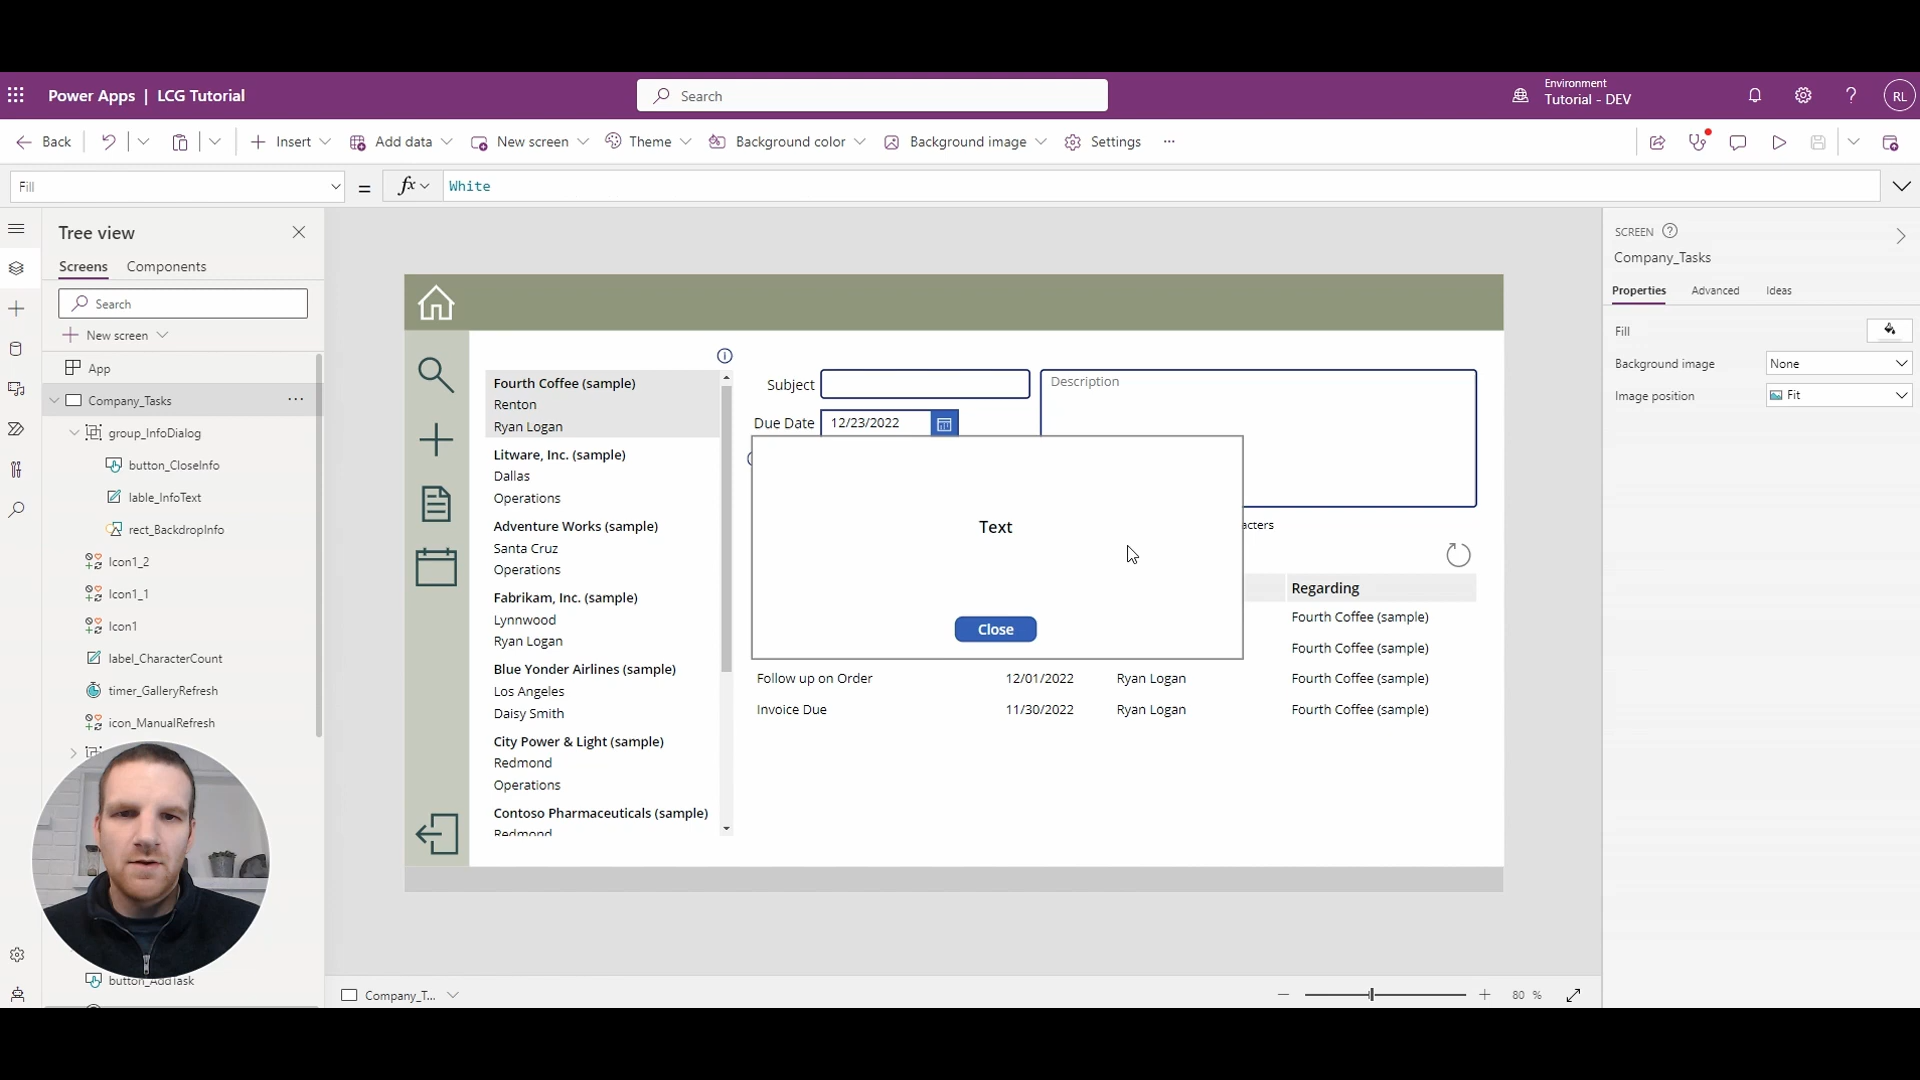 Power Apps | LCG Tutorial
Search
Environment
Tutorial - DEV
RL
Back
Insert
Add data
New screen
Theme
Background color
Background image
Settings
Fill
=
fx
White
Tree view
Screens
Components
Search
New screen
App
Company_Tasks
group_InfoDialog
button_CloseInfo
lable_InfoText
rect_BackdropInfo
Icon1_2
Icon1_1
Icon1
label_CharacterCount
timer_GalleryRefresh
icon_ManualRefresh
button_AddTask
Fourth Coffee (sample)
Renton
Ryan Logan
Litware, Inc. (sample)
Dallas
Operations
Adventure Works (sample)
Santa Cruz
Operations
Fabrikam, Inc. (sample)
Lynnwood
Ryan Logan
Blue Yonder Airlines (sample)
Los Angeles
Daisy Smith
City Power & Light (sample)
Redmond
Operations
Contoso Pharmaceuticals (sample)
Redmond
Subject
Description
Due Date 12/23/2022
Text
Close
acters
Regarding
Fourth Coffee (sample)
Fourth Coffee (sample)
Follow up on Order 12/01/2022 Ryan Logan Fourth Coffee (sample)
Invoice Due 11/30/2022 Ryan Logan Fourth Coffee (sample)
SCREEN
Company_Tasks
Properties
Advanced
Ideas
Fill
Background image None
Image position Fit
Company_T...
80 %